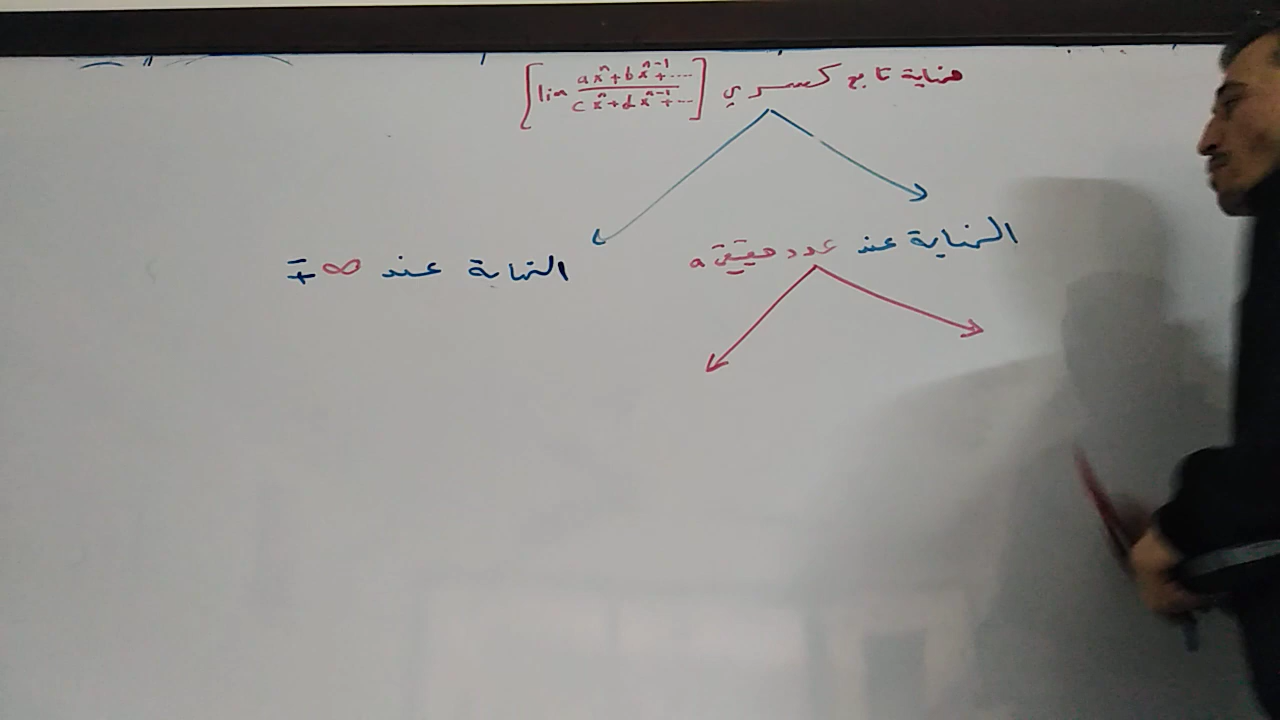 نهاية تابع كسري [lim (ax^n+bx^{n-1}+....)/(cx^n+dx^{n-1}+...)]
النهاية عند عدد حقيقي a
النهاية عند ∞ ∓